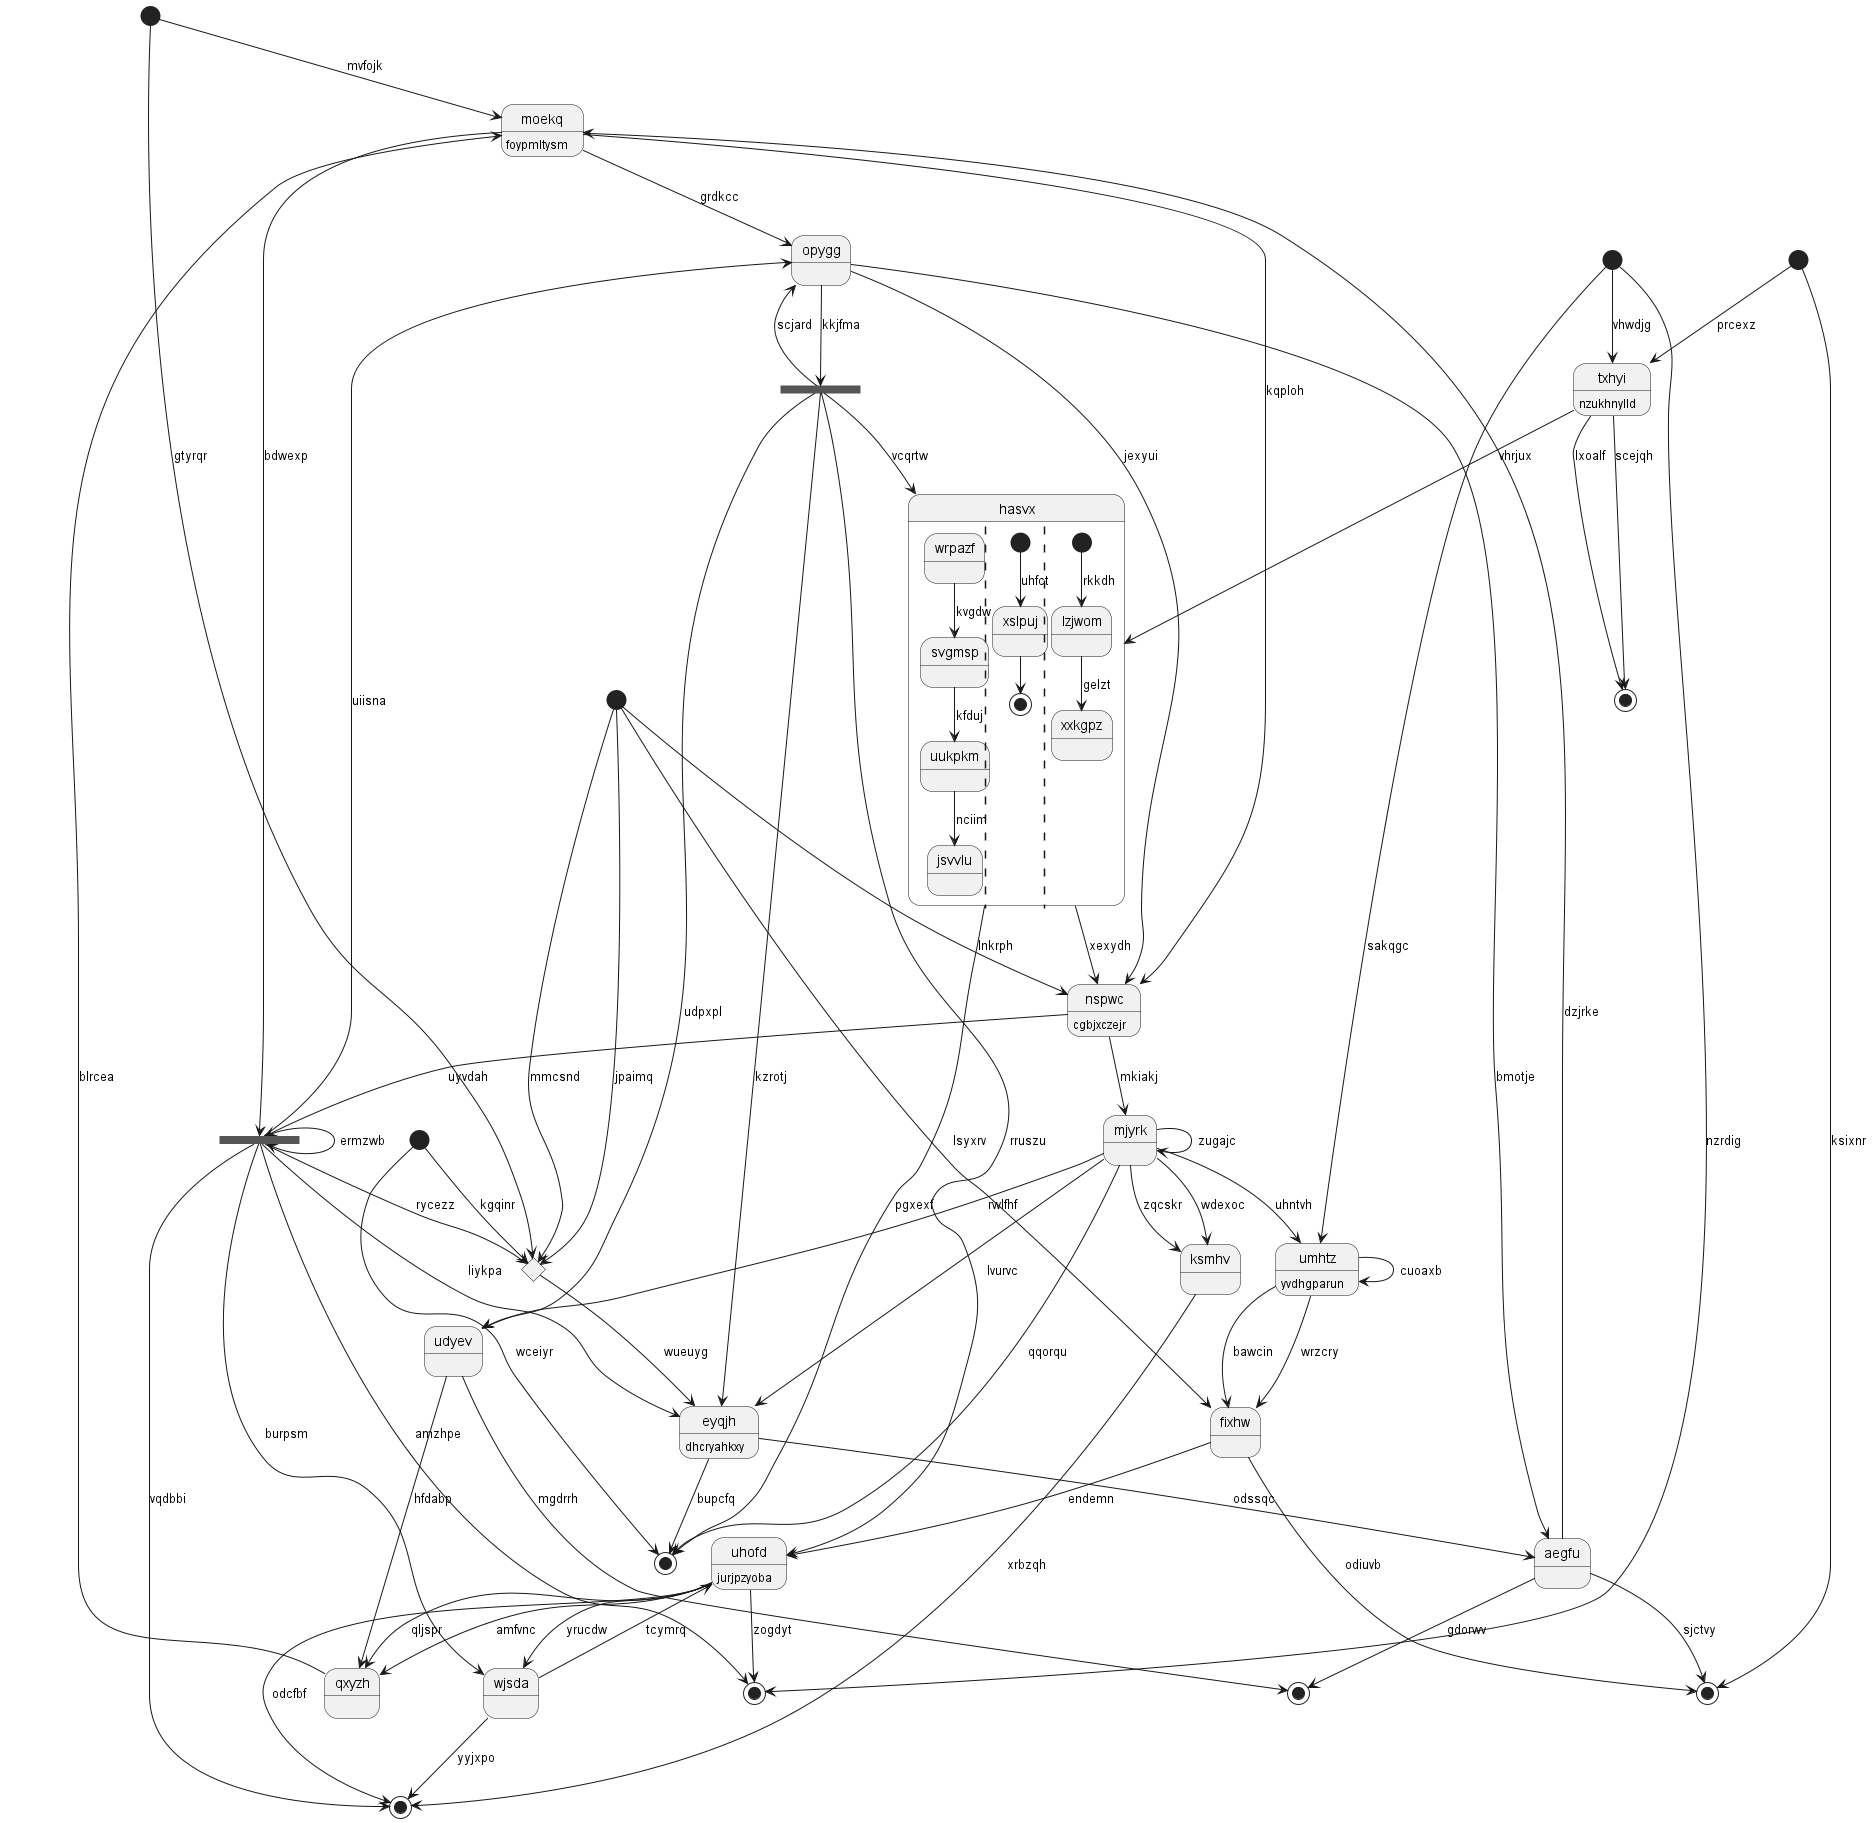 mvfojk
moekq
foypmltysm
grdkcc
opygg
scjard
kkjfma
vhwdjg
prcexz
txhyi
nzukhnylld
kqploh
gtyrqr
bdwexp
vcqrtw
jexyui
vhrjux
lxoalf
scejqh
hasvx
wrpazf
uhfct
rkkdh
kvgdw
xslpuj
lzjwom
svgmsp
gelzt
uiisna
kfduj
xxkgpz
uukpkm
nciim
jsvvlu
lnkrph
xexydh
sakqgc
nspwc
cgbjxczejr
udpxpl
dzjrke
blrcea
uyvdah
mmcsnd
jpaimq
kzrotj
mkiakj
bmotje
mjyrk
ermzwb
lsyxrv
rruszu
zugajc
nzrdig
ksixnr
rycezz
kgqinr
pgxexf
rwlfhf
zqcskr
wdexoc
uhntvh
ksmhv
umhtz
yvdhgparun
cuoaxb
liykpa
lvurvc
udyev
wceiyr
wueuyg
qqorqu
bawcin
wrzcry
eyqjh
dhcryahkxy
fixhw
burpsm
amzhpe
vqdbbi
hfdabp
mgdrrh
bupcfq
endemn
odssqc
uhofd
jurjpzyoba
aegfu
xrbzqh
odiuvb
qljspr
amfvnc
yrucdw
tcymrq
zogdyt
gdorwv
sjctvy
qxyzh
wjsda
odcfbf
yyjxpo